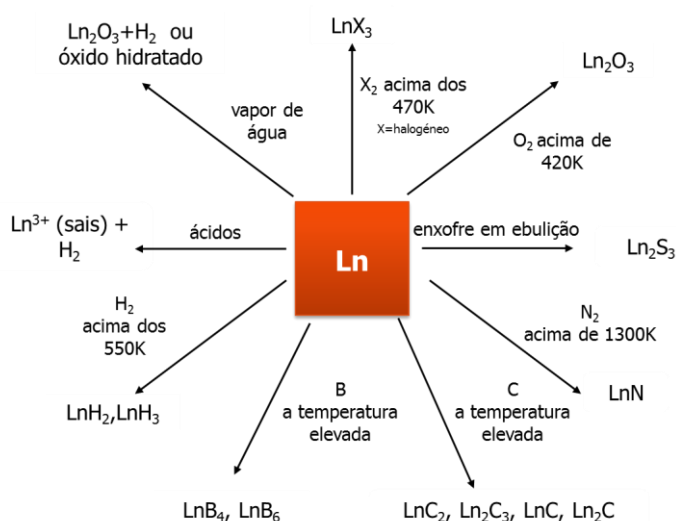 Ln₂O₃+H₂ ou
óxido hidratado
LnX₃
Ln₂O₃
vapor de
água
X₂ acima dos
470K
X=halogéneo
O₂ acima de
420K
Ln³⁺ (sais) +
H₂
ácidos
Ln
enxofre em ebulição
Ln₂S₃
H₂
acima dos
550K
N₂
acima de 1300K
LnH₂,LnH₃
B
a temperatura
elevada
C
a temperatura
elevada
LnN
LnB₄, LnB₆
LnC₂, Ln₂C₃, LnC, Ln₂C